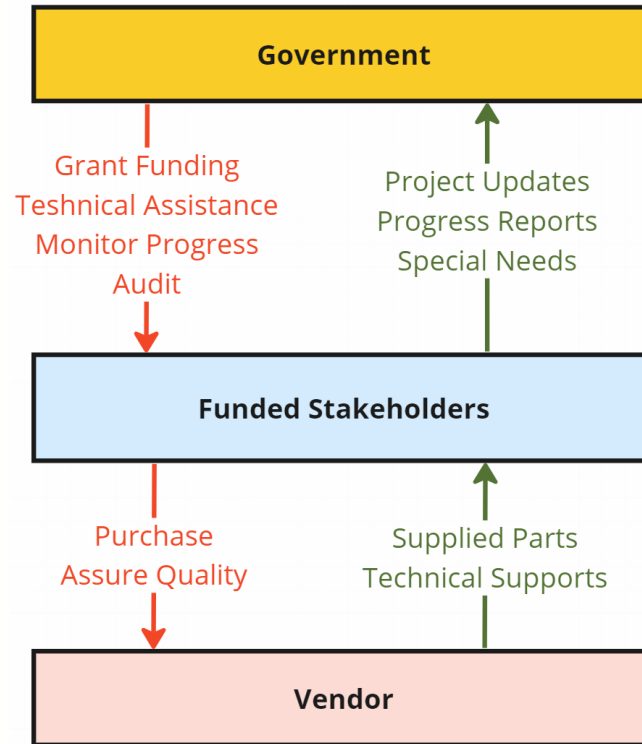 Government
Grant Funding
Teshnical Assistance
Monitor Progress
Audit
Project Updates
Progress Reports
Special Needs
Funded Stakeholders
Purchase
Assure Quality
Supplied Parts
Technical Supports
Vendor